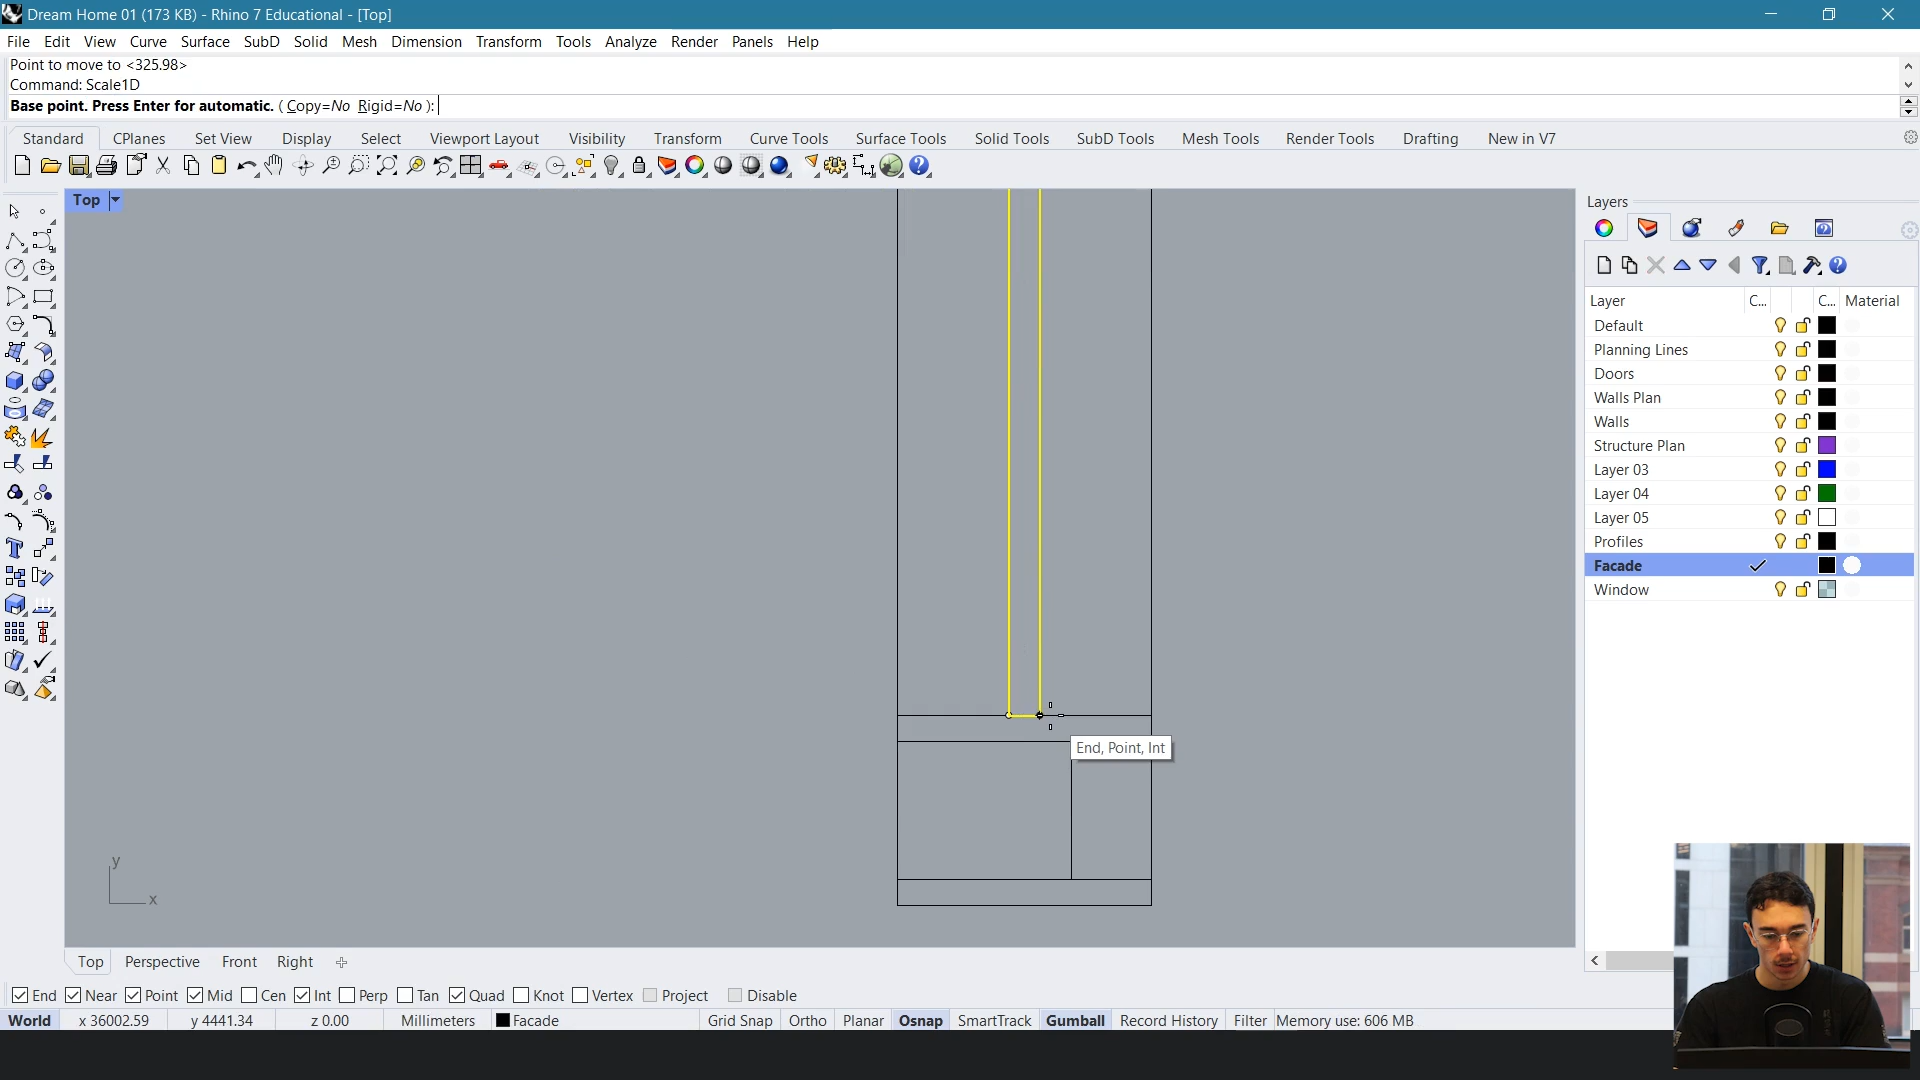 Dream Home 01 (173 KB) - Rhino 7 Educational - [Top]
File Edit View Curve Surface SubD Solid Mesh Dimension Transform Tools Analyze Render Panels Help
Point to move to <325.98>
Command: Scale1D
Base point. Press Enter for automatic. ( Copy=No Rigid=No ):
Standard CPlanes Set View Display Select Viewport Layout Visibility Transform Curve Tools Surface Tools Solid Tools SubD Tools Mesh Tools Render Tools Drafting New in V7
Top
Layers
Layer C... C... Material
Default
Planning Lines
Doors
Walls Plan
Walls
Structure Plan
Layer 03
Layer 04
Layer 05
Profiles
Facade
Window
End, Point, Int
y
x
Top Perspective Front Right
End Near Point Mid Cen Int Perp Tan Quad Knot Vertex Project Disable
World x 36002.59 y 4441.34 z 0.00 Millimeters Facade Grid Snap Ortho Planar Osnap SmartTrack Gumball Record History Filter Memory use: 606 MB